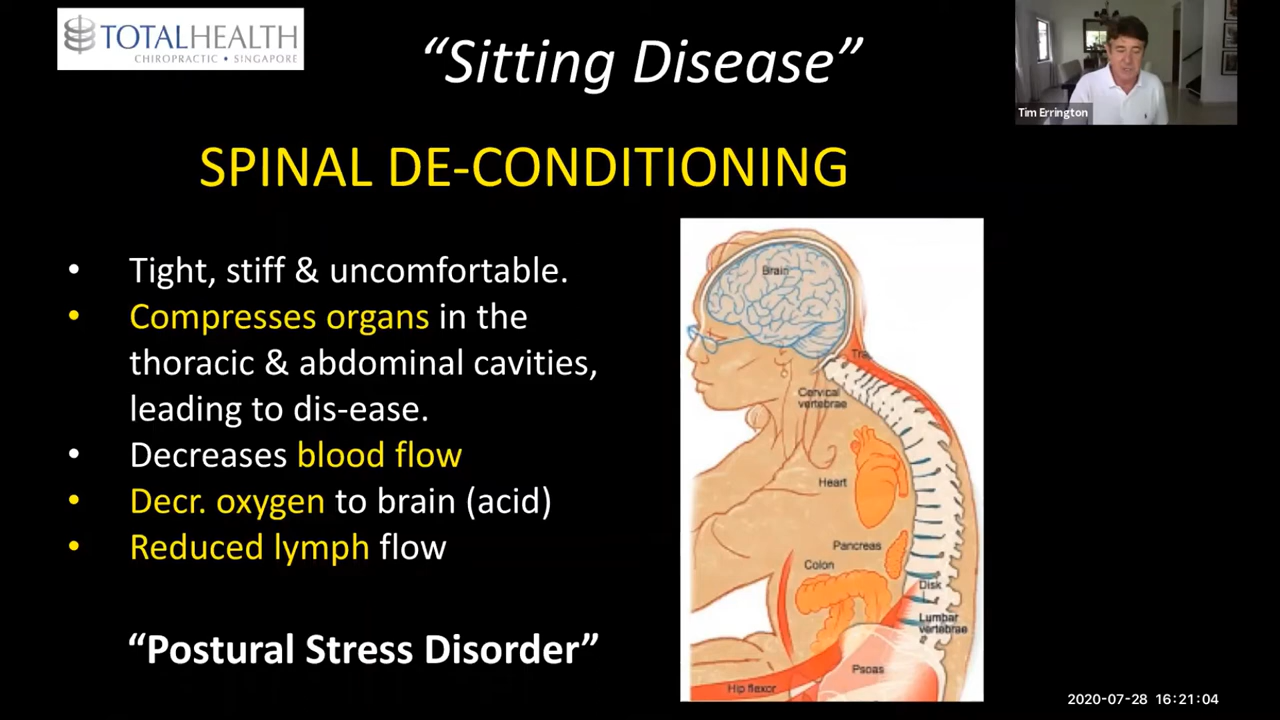 TOTALHEALTH
CHIROPRACTIC • SINGAPORE
“Sitting Disease”
Tim Errington
SPINAL DE-CONDITIONING
• Tight, stiff & uncomfortable.
• Compresses organs in the
thoracic & abdominal cavities,
leading to dis-ease.
• Decreases blood flow
• Decr. oxygen to brain (acid)
• Reduced lymph flow
“Postural Stress Disorder”
Brain
Cervical
vertebrae
Heart
Pancreas
Colon
Disk
Lumbar
vertebrae
Psoas
Hip flexor
2020-07-28 16:21:04